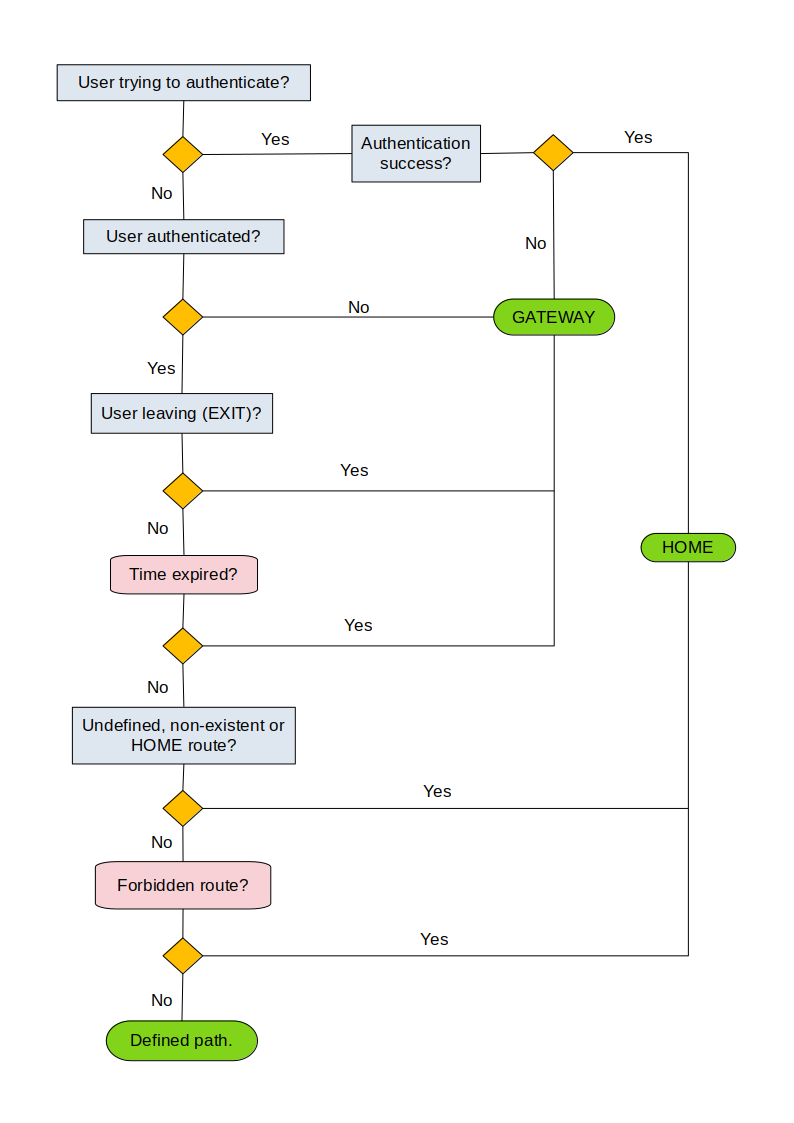 User trying to authenticate?
Yes
Authentication
success?
Yes
No
User authenticated?
No
No
GATEWAY
Yes
User leaving (EXIT)?
Yes
No
HOME
Time expired?
Yes
No
Undefined, non-existent or
HOME route?
Yes
No
Forbidden route?
Yes
No
Defined path.